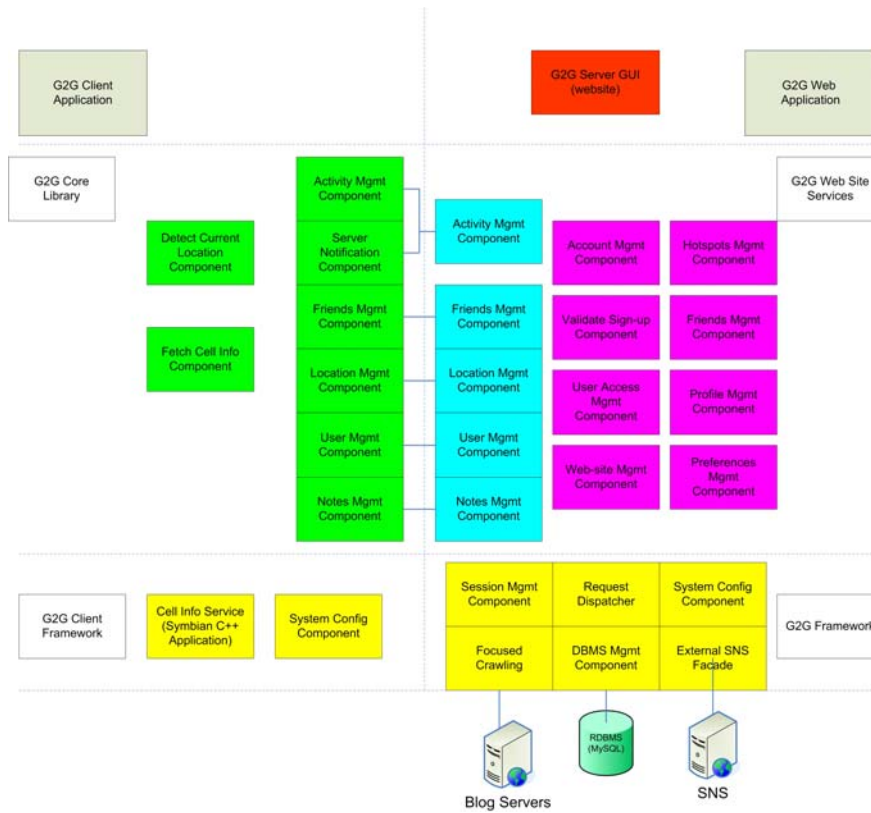 G2G Client
Application
G2G Server GUI
(website)
G2G Web
Application
G2G Core
Library
Activity Mgmt
Component
G2G Web Site
Services
Detect Current
Location
Component
Server
Notification
Component
Activity Mgmt
Component
Account Mgmt
Component
Hotspots Mgmt
Component
Fetch Cell Info
Component
Friends Mgmt
Component
Friends Mgmt
Component
Validate Sign-up
Component
Friends Mgmt
Component
Location Mgmt
Component
Location Mgmt
Component
User Access
Mgmt
Component
Profile Mgmt
Component
User Mgmt
Component
User Mgmt
Component
Web-site Mgmt
Component
Preferences
Mgmt
Component
Notes Mgmt
Component
Notes Mgmt
Component
G2G Client
Framework
Cell Info Service
(Symbian C++
Application)
System Config
Component
Session Mgmt
Component
Request
Dispatcher
System Config
Component
G2G Framework
Focused
Crawling
DBMS Mgmt
Component
External SNS
Facade
RDBMS
(MySQL)
Blog Servers
SNS